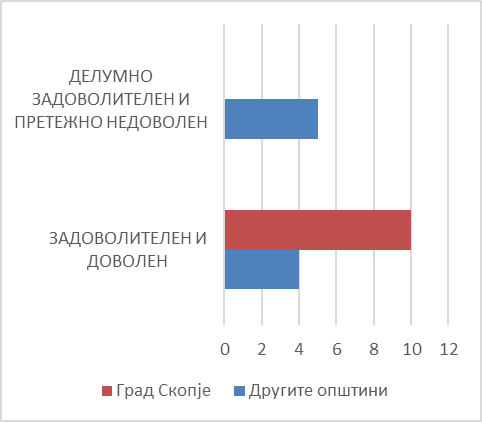 ДЕЛУМНО
ЗАДОВОЛИТЕЛЕН И
ПРЕТЕЖНО НЕДОВОЛЕН
ЗАДОВОЛИТЕЛЕН И
ДОВОЛЕН
0 2 4 6 8 10 12
Град Скопје Другите општини